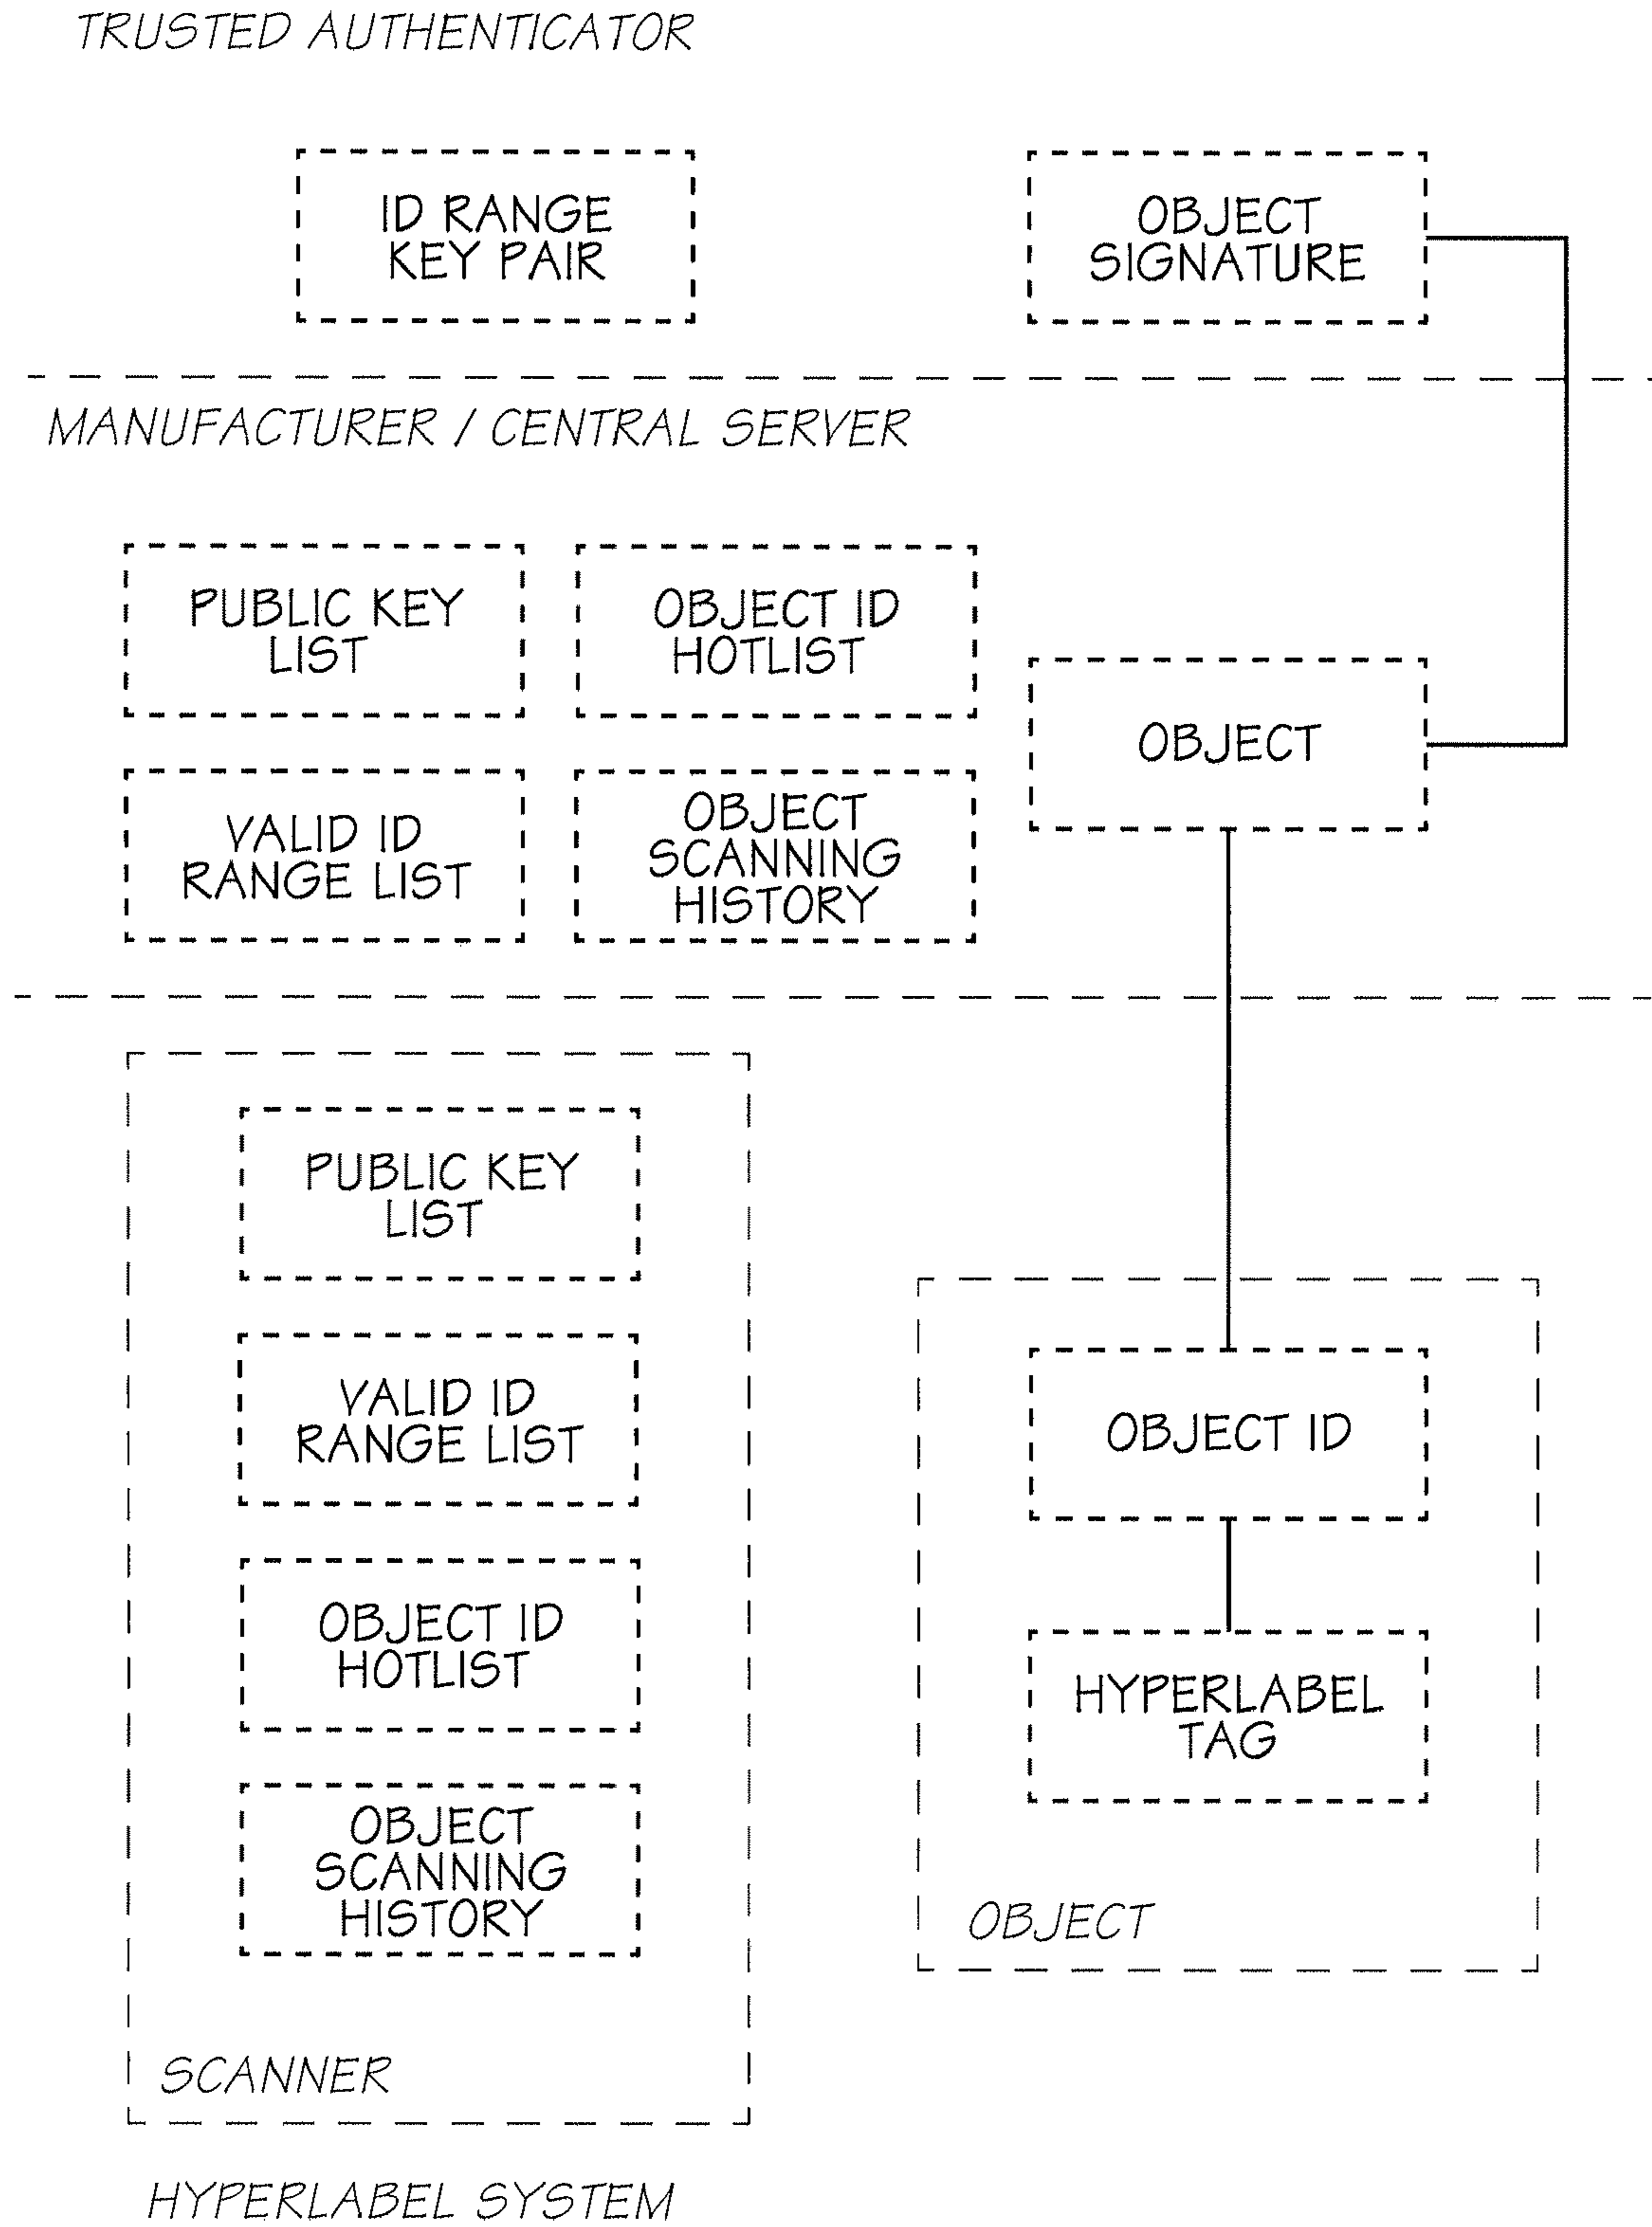 TRUSTED AUTHENTICATOR
ID RANGE
KEY PAIR
OBJECT
SIGNATURE
MANUFACTURER / CENTRAL SERVER
PUBLIC KEY
LIST
OBJECT ID
HOTLIST
OBJECT
VALID ID
RANGE LIST
OBJECT
SCANNING
HISTORY
PUBLIC KEY
LIST
VALID ID
RANGE LIST
OBJECT ID
HOTLIST
OBJECT
SCANNING
HISTORY
SCANNER
OBJECT ID
HYPERLABEL
TAG
OBJECT
HYPERLABEL SYSTEM